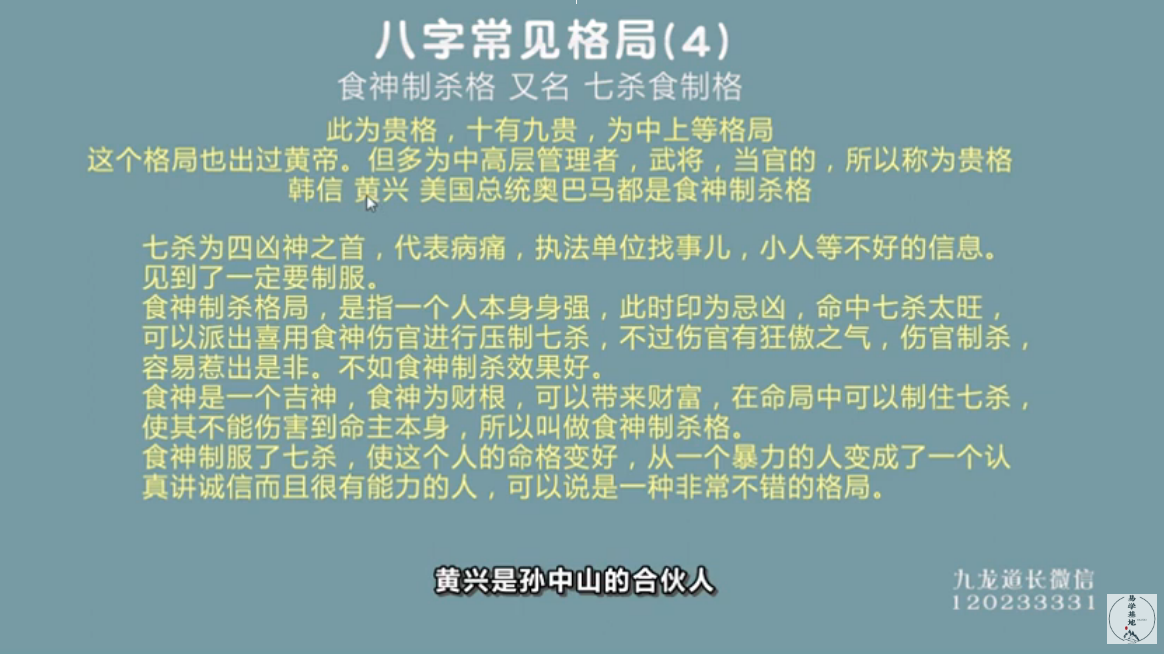 八字常见格局(4)
食神制杀格 又名 七杀食制格
此为贵格，十有九贵，为中上等格局
这个格局也出过黄帝。但多为中高层管理者，武将，当官的，所以称为贵格
韩信 黄兴 美国总统奥巴马都是食神制杀格
七杀为四凶神之首，代表病痛，执法单位找事儿，小人等不好的信息。
见到了一定要制服。
食神制杀格局，是指一个人本身身强，此时印为忌凶，命中七杀太旺，
可以派出喜用食神伤官进行压制七杀，不过伤官有狂傲之气，伤官制杀，
容易惹出是非。不如食神制杀效果好。
食神是一个吉神，食神为财根，可以带来财富，在命局中可以制住七杀，
使其不能伤害到命主本身，所以叫做食神制杀格。
食神制服了七杀，使这个人的命格变好，从一个暴力的人变成了一个认
真讲诚信而且很有能力的人，可以说是一种非常不错的格局。
黄兴是孙中山的合伙人
九龙道长微信
120233331
易学基地